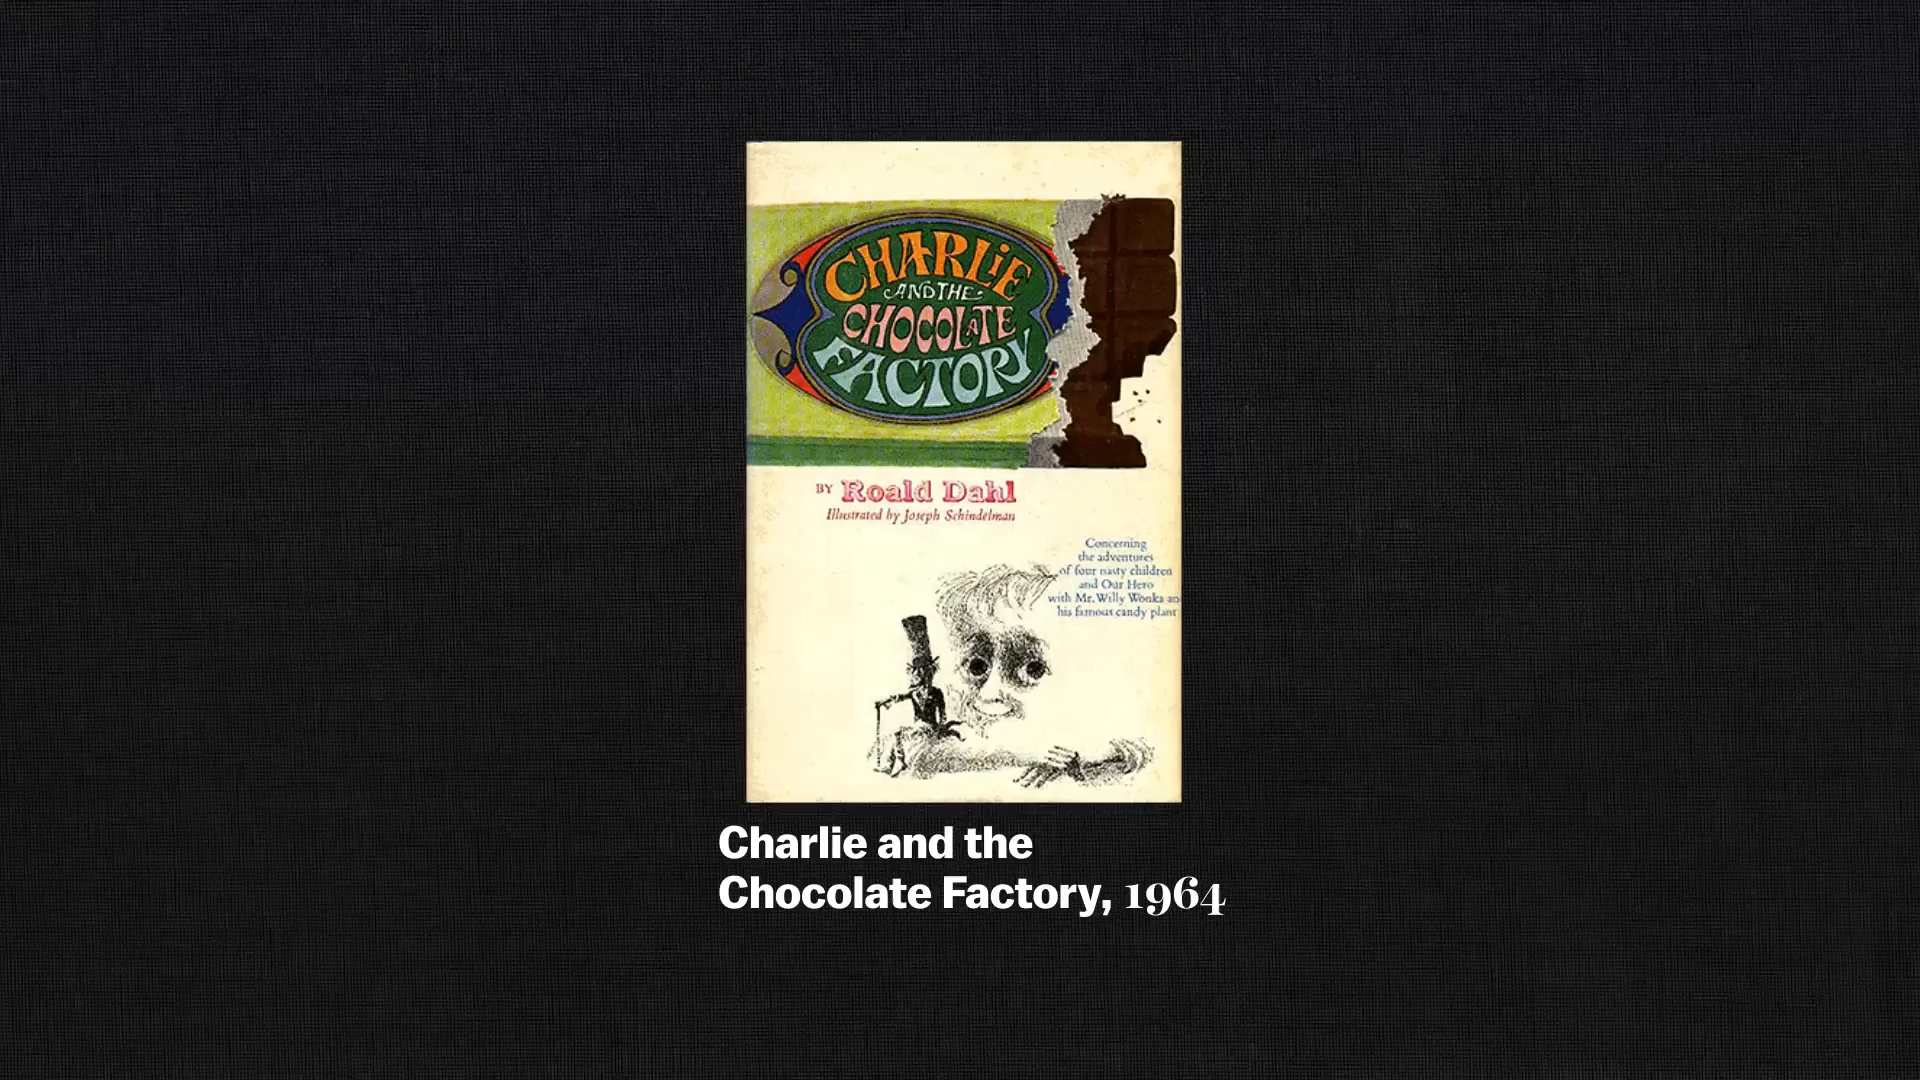 CHARLiE
AND THE
CHOCOLATE
FACTORY
BY Roald Dahl
Illustrated by Joseph Schindelman
Concerning
the adventures
of four nasty children
and Our Hero
with Mr. Willy Wonka an
his famous candy plant
Charlie and the
Chocolate Factory, 1964